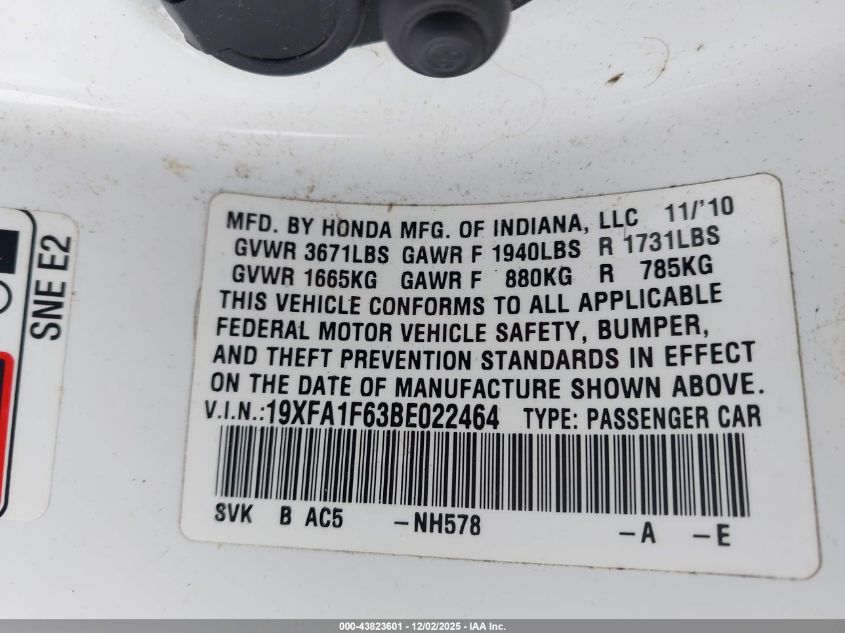 MFD. BY HONDA MFG. OF INDIANA, LLC 11/'10
GVWR 3671LBS GAWR F 1940LBS R 1731LBS
GVWR 1665KG GAWR F 880KG R 785KG
THIS VEHICLE CONFORMS TO ALL APPLICABLE
FEDERAL MOTOR VEHICLE SAFETY, BUMPER,
AND THEFT PREVENTION STANDARDS IN EFFECT
ON THE DATE OF MANUFACTURE SHOWN ABOVE.
V.I.N.:19XFA1F63BE022464 TYPE: PASSENGER CAR
SVK B AC5 -NH578 -A -E
SNE E2
000-43823601 - 12/02/2025 - IAA Inc.